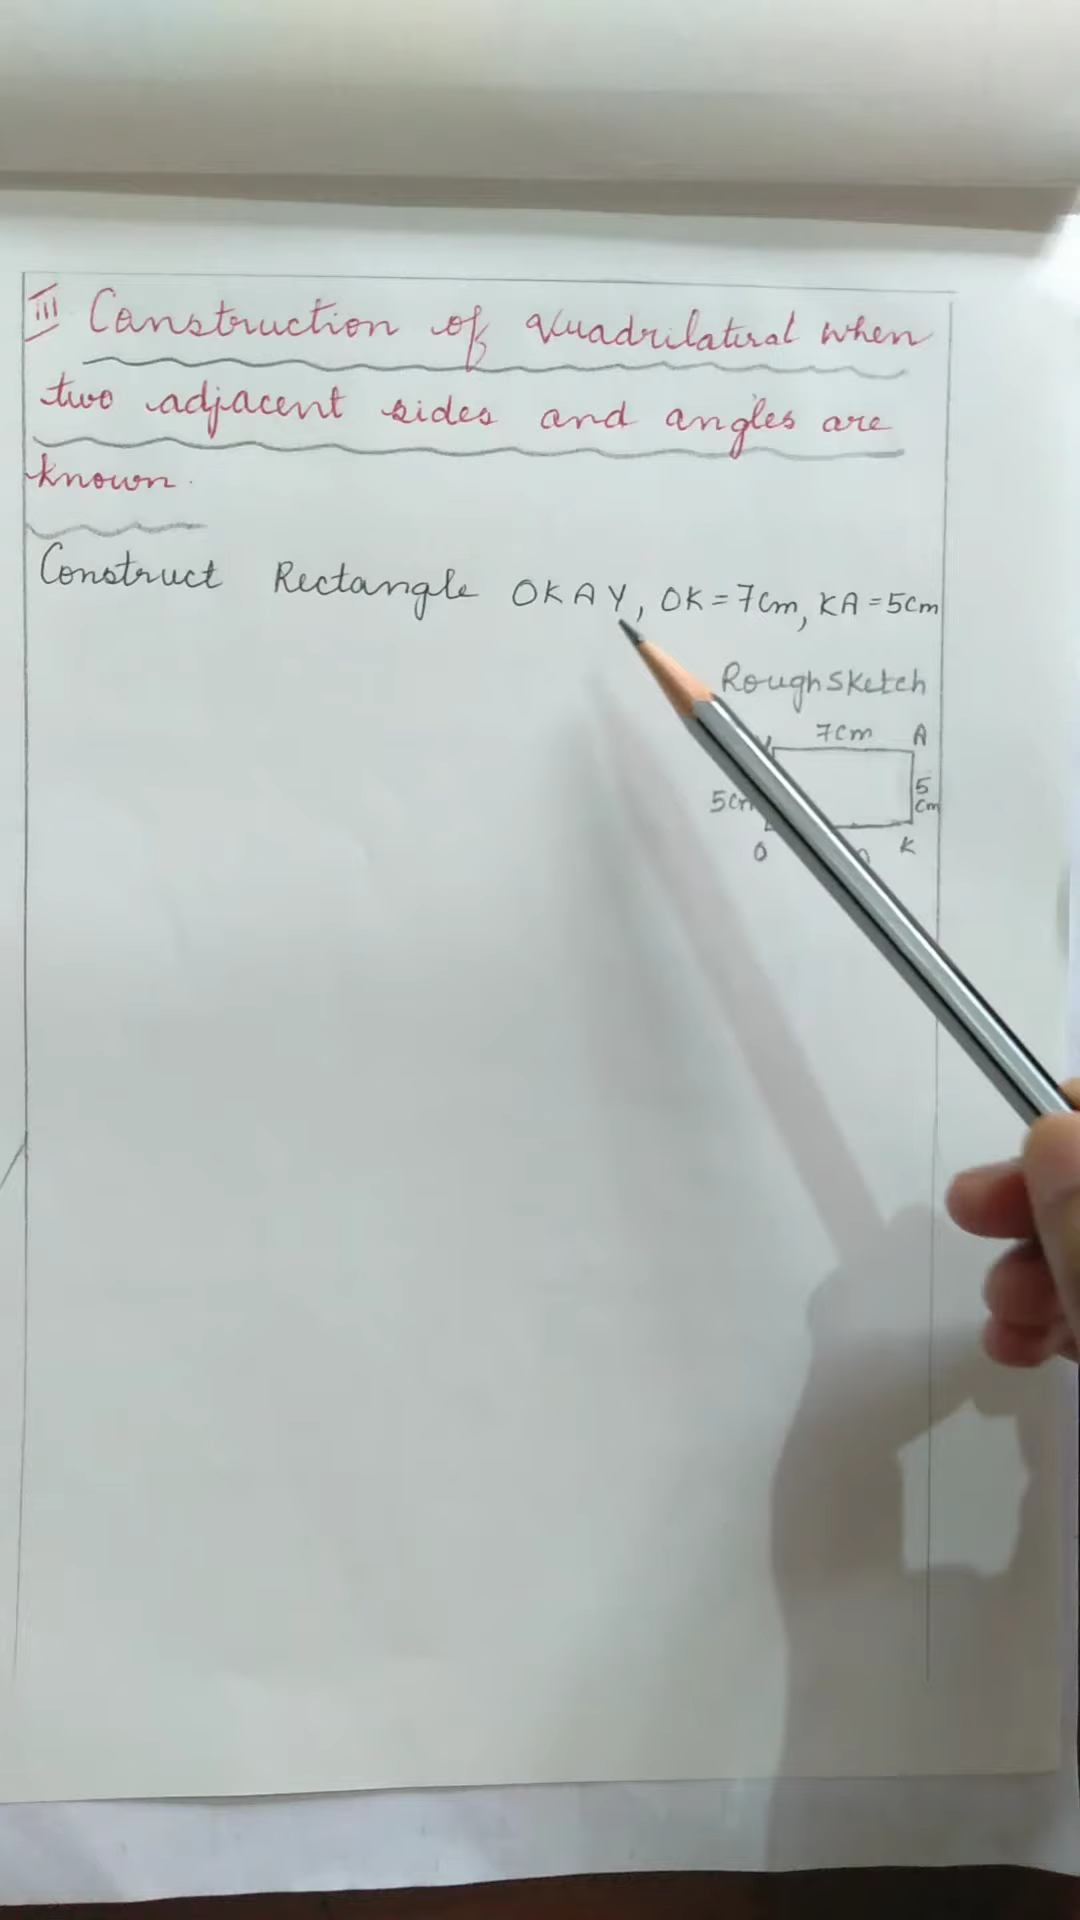 III Construction of Quadrilateral when
two adjacent sides and angles are
known.
Construct Rectangle OKAY, OK=7cm, KA=5cm
Rough Sketch
7cm A
5cm
5
cm
O K